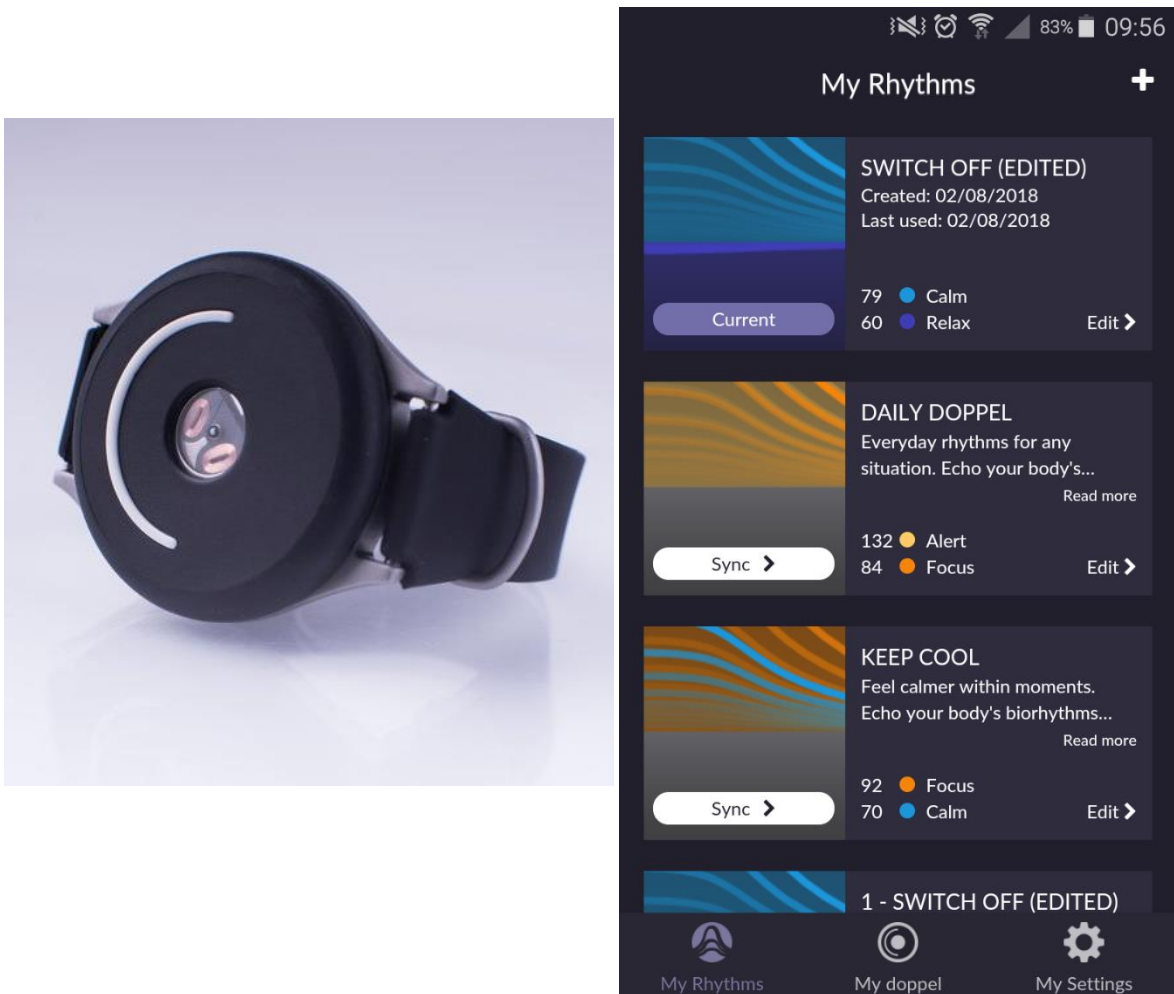 83% 09:56
My Rhythms
SWITCH OFF (EDITED)
Created: 02/08/2018
Last used: 02/08/2018
79 Calm
Current
60 Relax
Edit
DAILY DOPPEL
Everyday rhythms for any
situation. Echo your body's...
Read more
132 Alert
Sync
84 Focus
Edit
KEEP COOL
Feel calmer within moments.
Echo your body's biorhythms...
Read more
92 Focus
Sync
70 Calm
Edit
1 - SWITCH OFF (EDITED)
My Rhythms
My doppel
My Settings